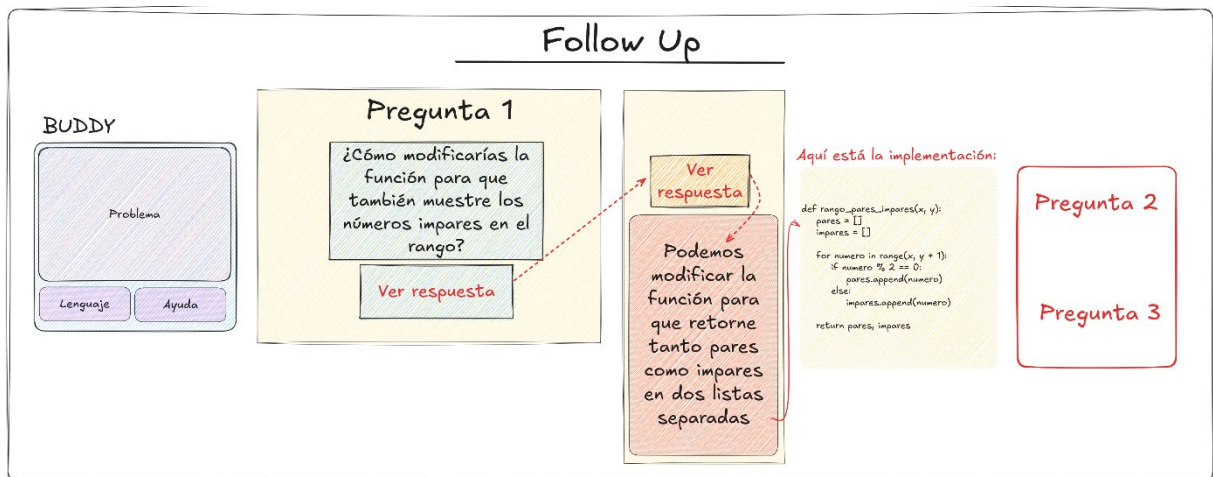 Follow Up
BUDDY
Problema
Lenguaje
Ayuda
Pregunta 1
¿Cómo modificarías la
función para que
también muestre los
números impares en el
rango?
Ver respuesta
Ver
respuesta
Podemos
modificar la
función para
que retorne
tanto pares
como impares
en dos listas
separadas
Aquí está la implementación:
def rango_pares_impares(x, y):
    pares = []
    impares = []
    for numero in range(x, y + 1):
        if numero % 2 == 0:
            pares.append(numero)
        else:
            impares.append(numero)
    return pares, impares
Pregunta 2
Pregunta 3